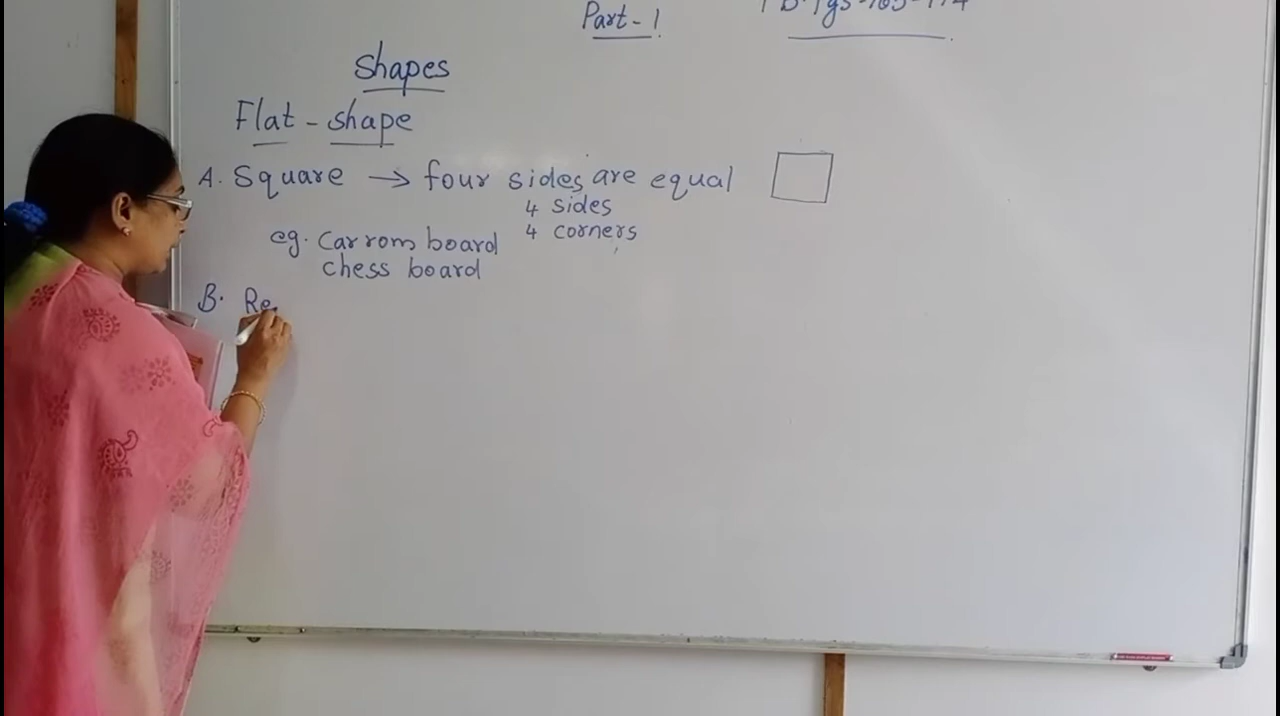 Part-1
Shapes
Flat - shape
A. Square → four sides are equal
4 sides
4 corners
eg. Carrom board
chess board
B. Re